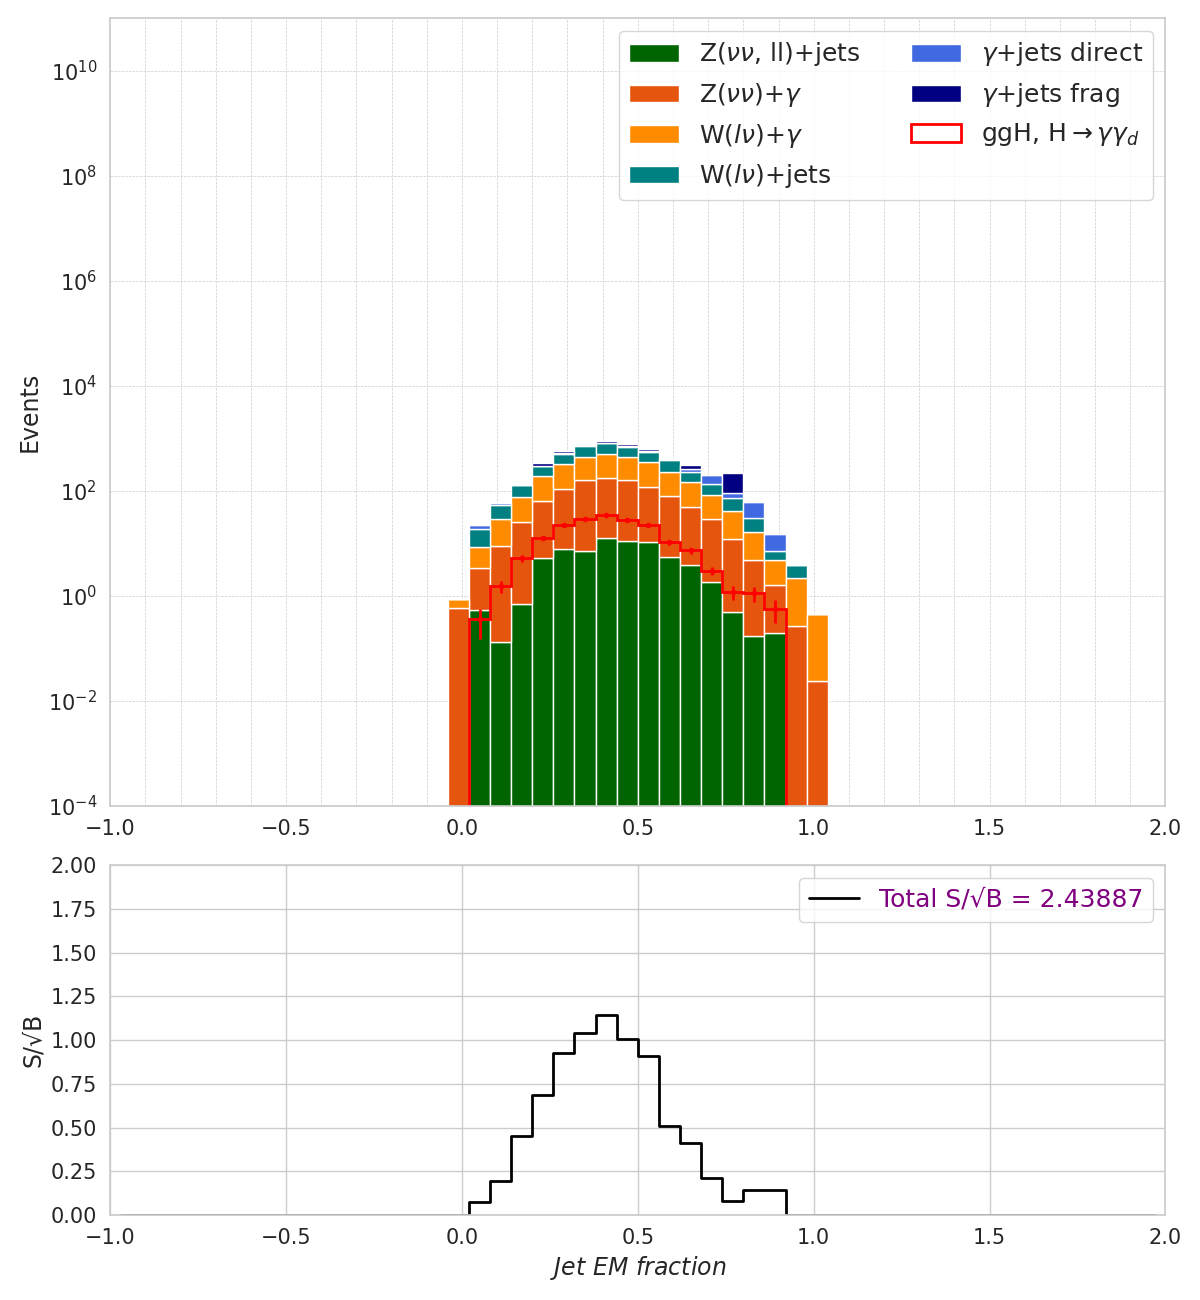 Z(νν, ll)+jets
Z(νν)+γ
W(lν)+γ
W(lν)+jets
γ+jets direct
γ+jets frag
ggH, H→γγ_d
Events
10^10
10^8
10^6
10^4
10^2
10^0
10^−2
10^−4
−1.0 −0.5 0.0 0.5 1.0 1.5 2.0
Total S/√B = 2.43887
S/√B
2.00
1.75
1.50
1.25
1.00
0.75
0.50
0.25
0.00
−1.0 −0.5 0.0 0.5 1.0 1.5 2.0
Jet EM fraction